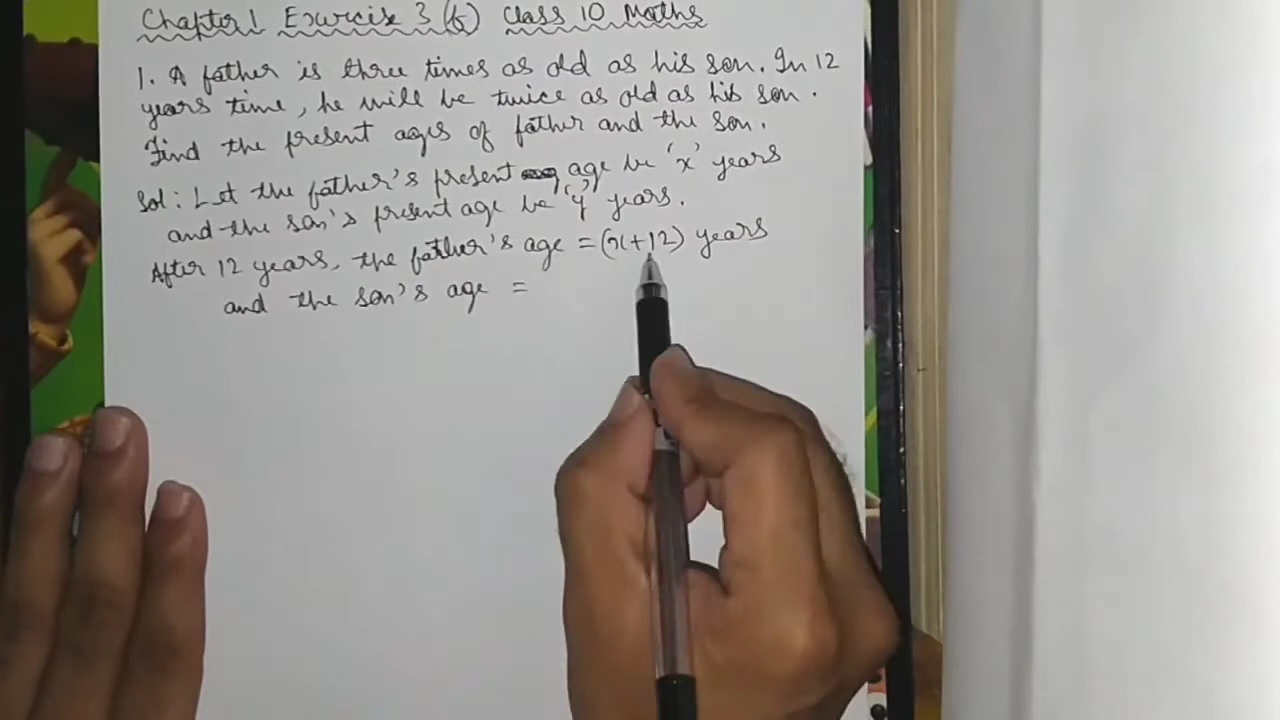 Chapter 1 Exercise 3 (f) Class 10 Maths
1. A father is three times as old as his son. In 12
years time, he will be twice as old as his son.
Find the present ages of father and the son.
Sol: Let the father's present age be 'x' years
and the son's present age be 'y' years.
After 12 years, the father's age = (x+12) years
and the son's age =